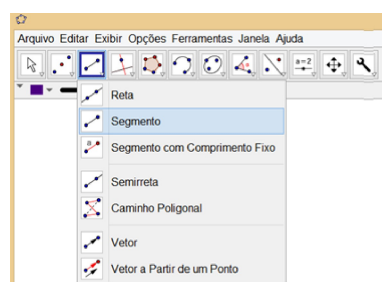 Arquivo Editar Exibir Opções Ferramentas Janela Ajuda
a=2
Reta
Segmento
a
Segmento com Comprimento Fixo
Semirreta
Caminho Poligonal
Vetor
Vetor a Partir de um Ponto